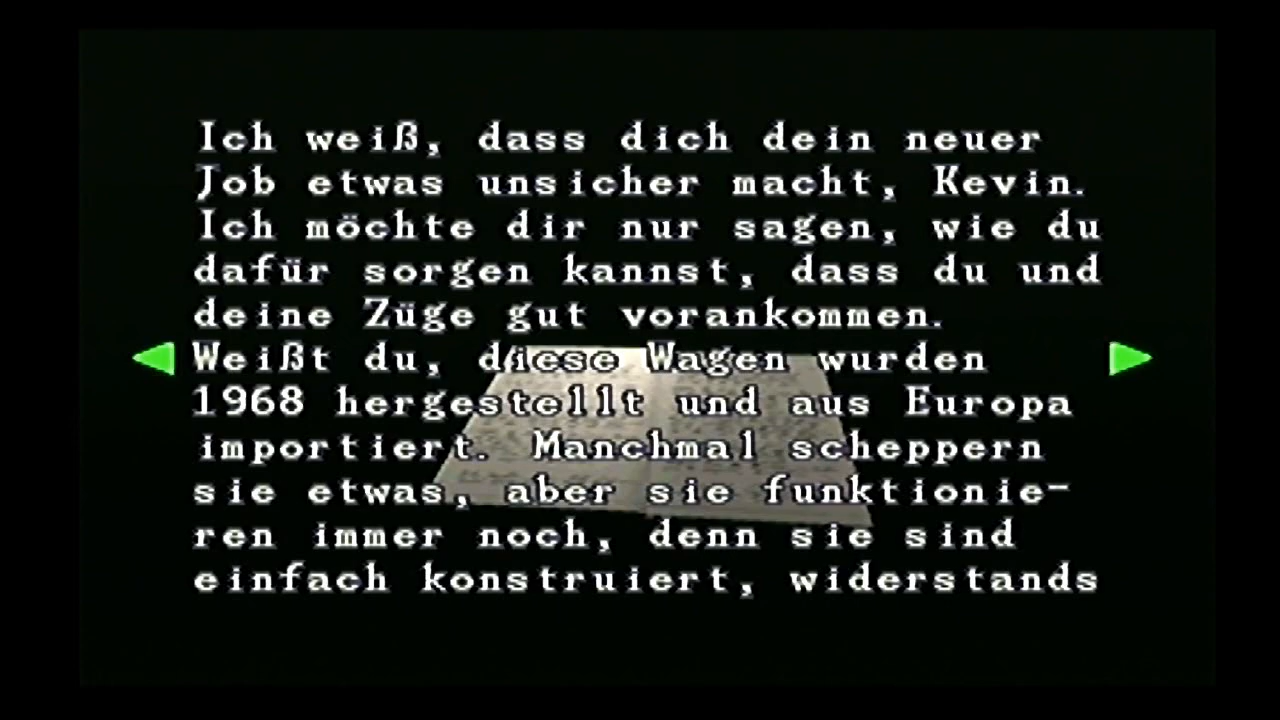 Ich weiß, dass dich dein neuer
Job etwas unsicher macht, Kevin.
Ich möchte dir nur sagen, wie du
dafür sorgen kannst, dass du und
deine Züge gut vorankommen.
Weißt du, diese Wagen wurden
1968 hergestellt und aus Europa
importiert. Manchmal scheppern
sie etwas, aber sie funktionie-
ren immer noch, denn sie sind
einfach konstruiert, widerstands